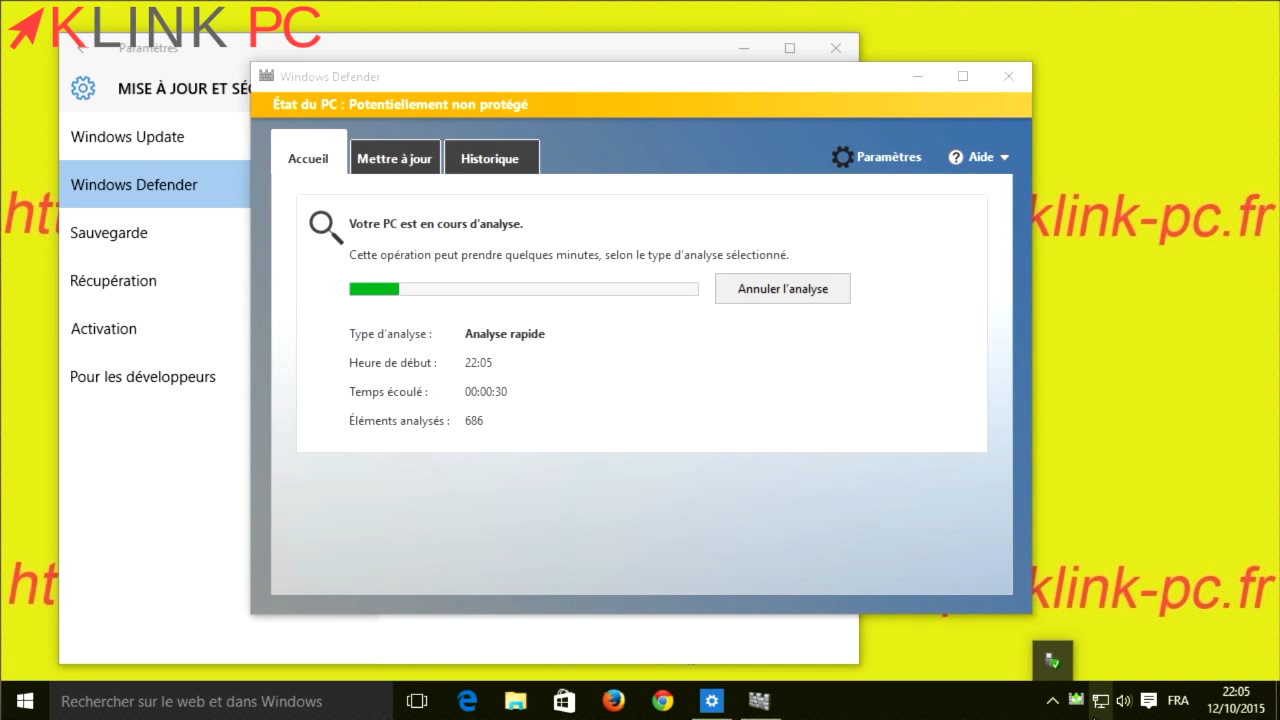 KLINK PC
Paramètres
MISE À JOUR ET SÉC
Windows Update
Windows Defender
Sauvegarde
Récupération
Activation
Pour les développeurs
Windows Defender
État du PC : Potentiellement non protégé
Accueil
Mettre à jour
Historique
Paramètres
? Aide
Votre PC est en cours d'analyse.
Cette opération peut prendre quelques minutes, selon le type d'analyse sélectionné.
Annuler l'analyse
Type d'analyse : Analyse rapide
Heure de début : 22:05
Temps écoulé : 00:00:30
Éléments analysés : 686
htt
klink-pc.fr
ht
klink-pc.fr
Rechercher sur le web et dans Windows
FRA
22:05
12/10/2015